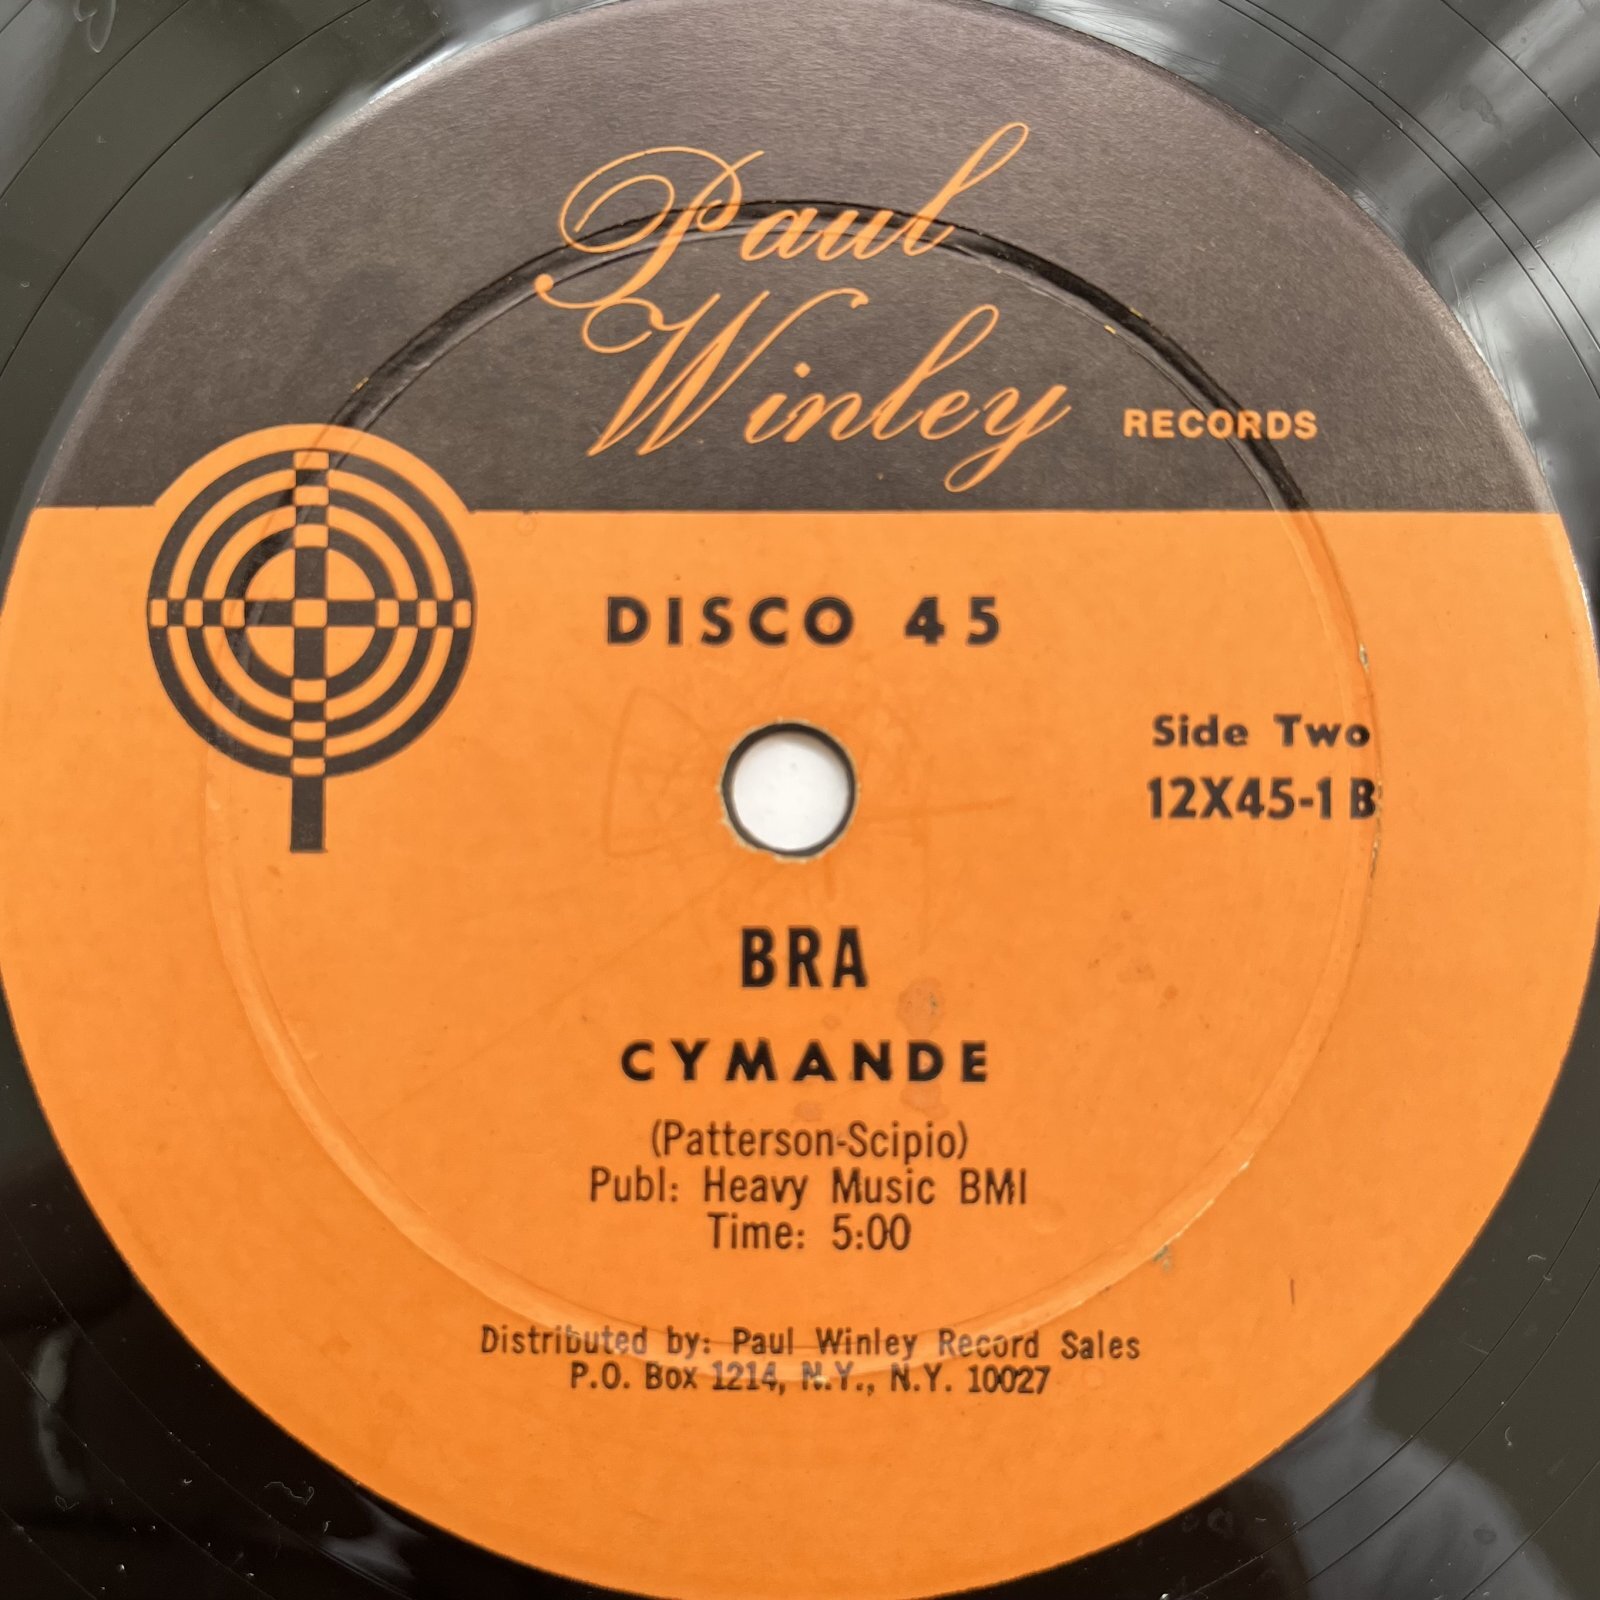 Paul
Winley RECORDS
DISCO 45
Side Two
12X45-1 B
BRA
CYMANDE
(Patterson-Scipio)
Publ: Heavy Music BMI
Time: 5:00
Distributed by: Paul Winley Record Sales
P.O. Box 1214, N.Y., N.Y. 10027